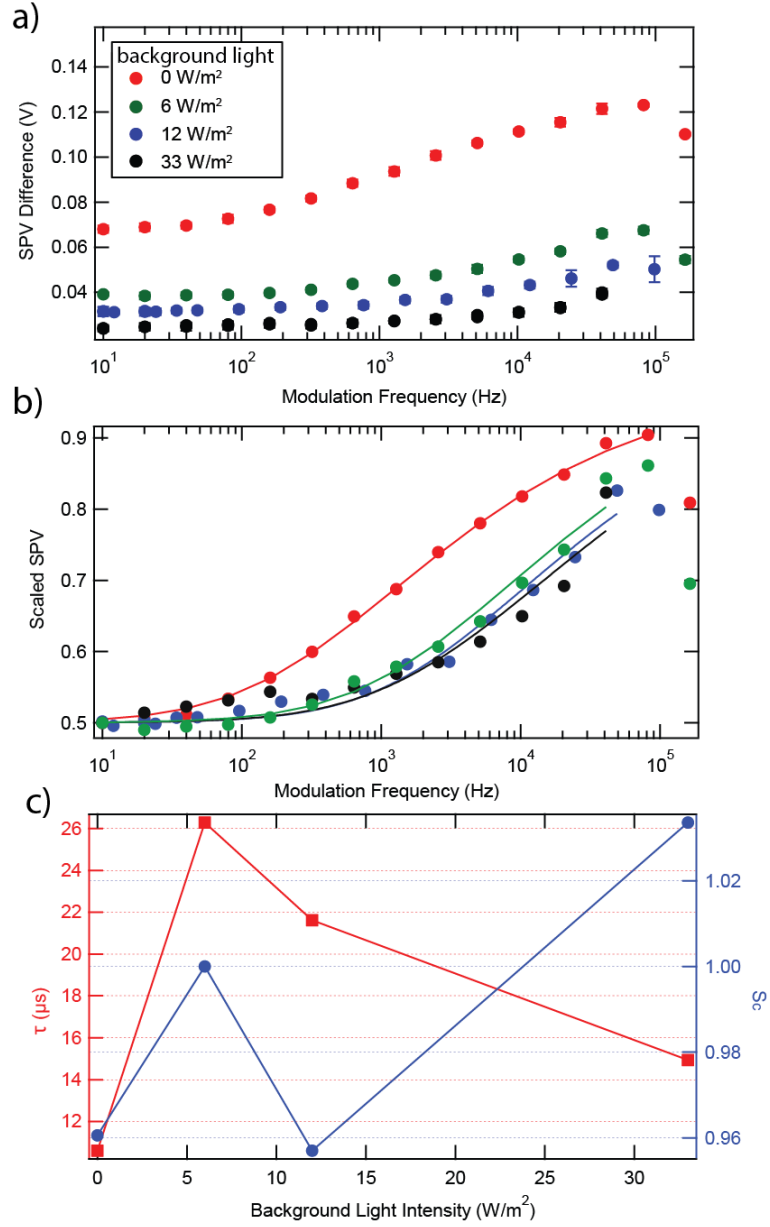 a)
background light
0 W/m²
6 W/m²
12 W/m²
33 W/m²
SPV Difference (V)
0.14
0.12
0.10
0.08
0.06
0.04
10¹ 10² 10³ 10⁴ 10⁵
Modulation Frequency (Hz)
b)
Scaled SPV
0.9
0.8
0.7
0.6
0.5
10¹ 10² 10³ 10⁴ 10⁵
Modulation Frequency (Hz)
c)
τ (μs)
26
24
22
20
18
16
14
12
1.02
1.00
0.98
0.96
Sc
0 5 10 15 20 25 30
Background Light Intensity (W/m²)